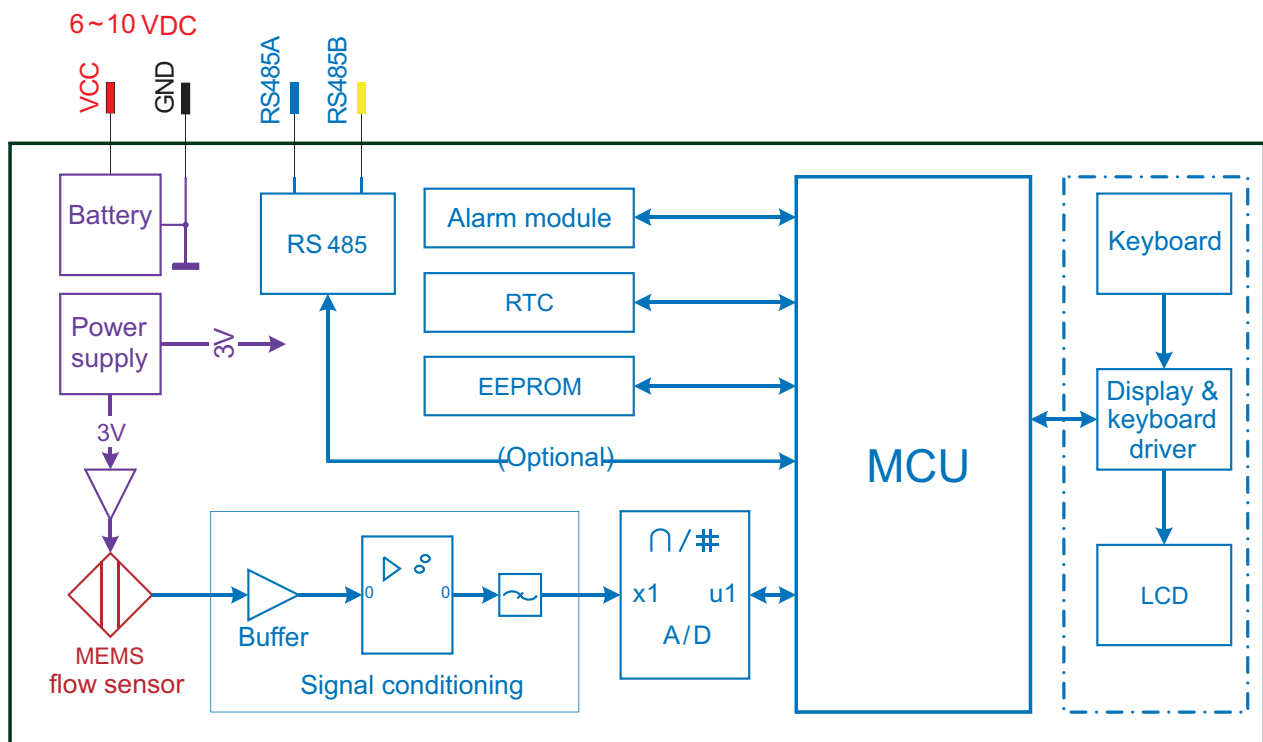 6~10 VDC
VCC
GND
RS485A
RS485B
Battery
RS 485
Alarm module
RTC
EEPROM
(Optional)
Power
supply
3V
3V
MEMS
flow sensor
Buffer
0
0
Signal conditioning
∩/#
x1
u1
A/D
MCU
Keyboard
Display &
keyboard
driver
LCD